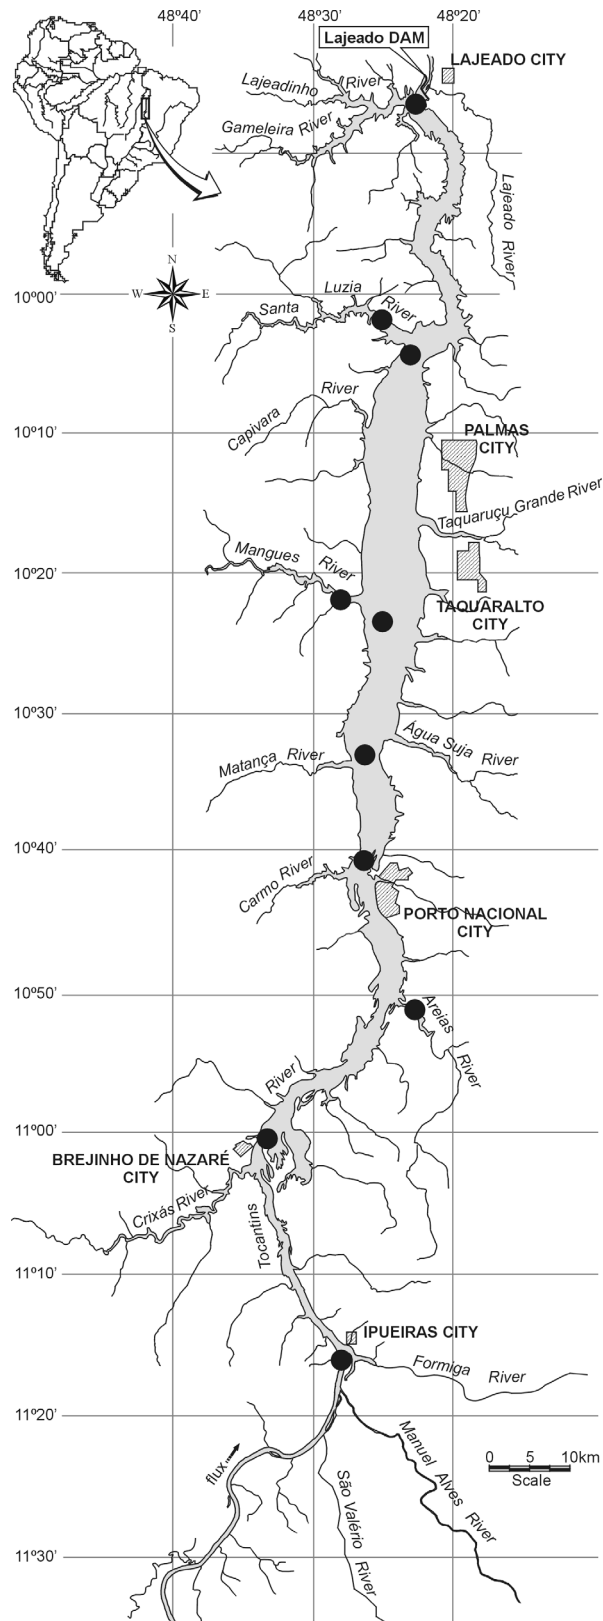 48º40'
48º30'
48º20'
Lajeado DAM
LAJEADO CITY
Lajeadinho River
Gameleira River
Lajeado River
N
W E
S
10º00'
Santa Luzia River
Capivara River
10º10'
PALMAS
CITY
Taquaruçu Grande River
Mangues River
10º20'
TAQUARALTO
CITY
10º30'
Água Suja River
Matança River
10º40'
Carmo River
PORTO NACIONAL
CITY
10º50'
Areias River
Tocantins River
11º00'
BREJINHO DE NAZARÉ
CITY
Crixás River
11º10'
IPUEIRAS CITY
Formiga River
11º20'
flux
Manuel Alves River
São Valério River
0 5 10km
Scale
11º30'